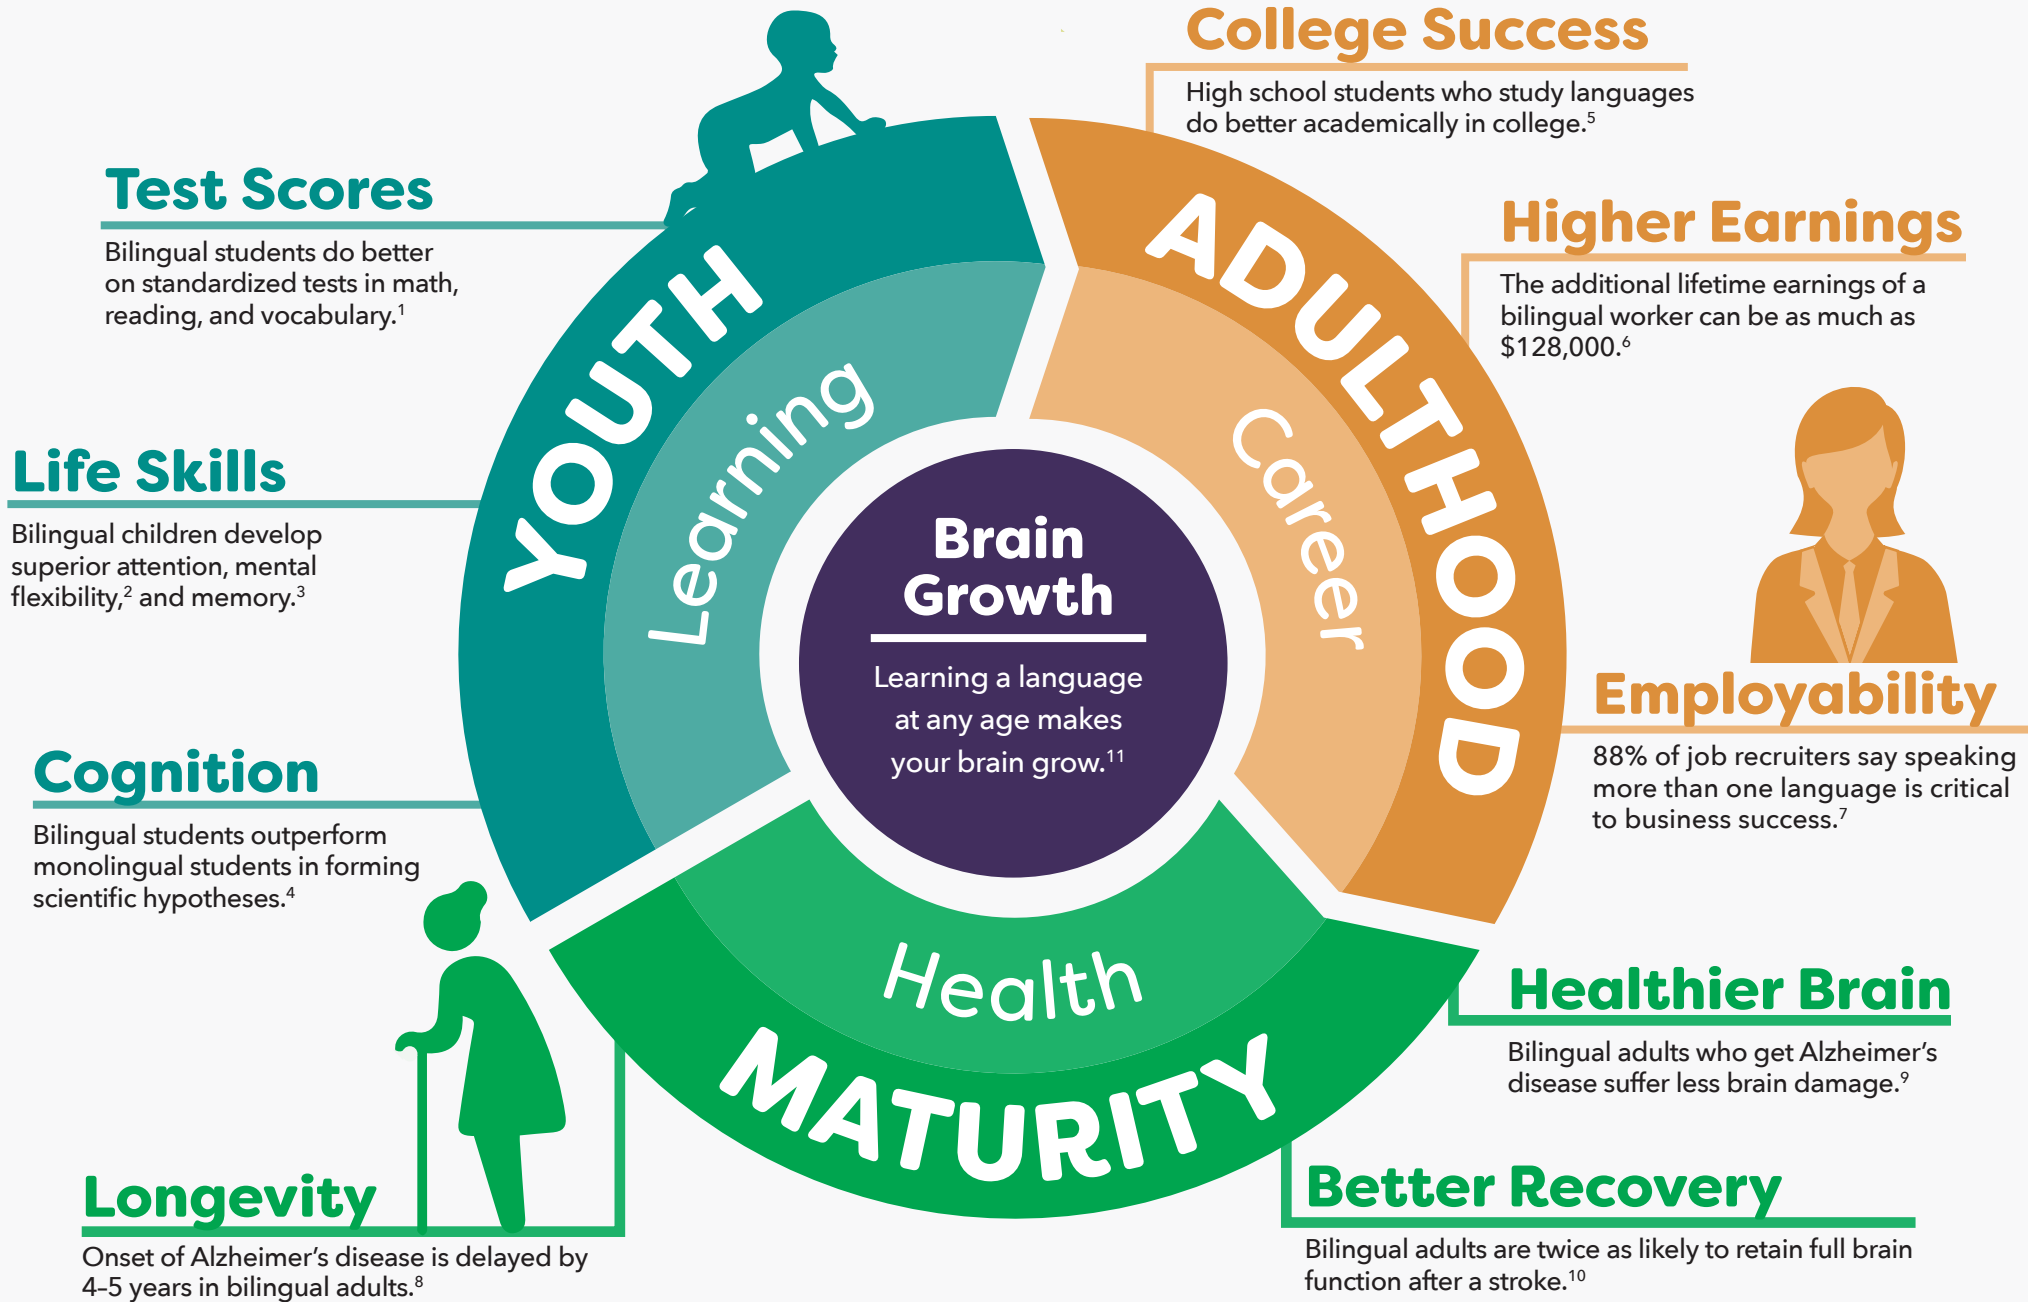 Test Scores
Bilingual students do better
on standardized tests in math,
reading, and vocabulary.¹
Life Skills
Bilingual children develop
superior attention, mental
flexibility,² and memory.³
Cognition
Bilingual students outperform
monolingual students in forming
scientific hypotheses.⁴
YOUTH
Learning
College Success
High school students who study languages
do better academically in college.⁵
Higher Earnings
The additional lifetime earnings of a
bilingual worker can be as much as
$128,000.⁶
Employability
88% of job recruiters say speaking
more than one language is critical
to business success.⁷
ADULTHOOD
Career
Brain
Growth
Learning a language
at any age makes
your brain grow.¹¹
Health
MATURITY
Longevity
Onset of Alzheimer’s disease is delayed by
4–5 years in bilingual adults.⁸
Healthier Brain
Bilingual adults who get Alzheimer’s
disease suffer less brain damage.⁹
Better Recovery
Bilingual adults are twice as likely to retain full brain
function after a stroke.¹⁰